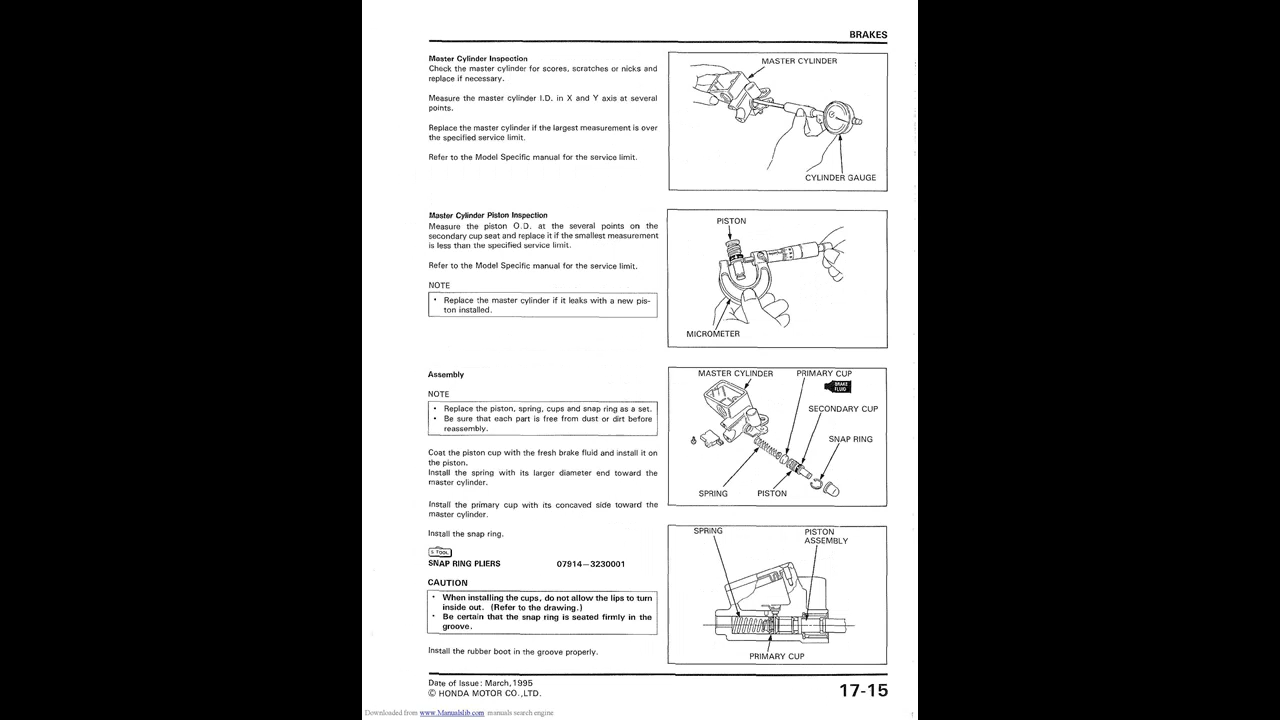 BRAKES
Master Cylinder Inspection
Check the master cylinder for scores, scratches or nicks and
replace if necessary.
Measure the master cylinder I.D. in X and Y axis at several
points.
Replace the master cylinder if the largest measurement is over
the specified service limit.
Refer to the Model Specific manual for the service limit.
MASTER CYLINDER
CYLINDER GAUGE
Master Cylinder Piston Inspection
Measure the piston O.D. at the several points on the
secondary cup seat and replace it if the smallest measurement
is less than the specified service limit.
Refer to the Model Specific manual for the service limit.
NOTE
• Replace the master cylinder if it leaks with a new pis-
ton installed.
PISTON
MICROMETER
Assembly
NOTE
• Replace the piston, spring, cups and snap ring as a set.
• Be sure that each part is free from dust or dirt before
reassembly.
Coat the piston cup with the fresh brake fluid and install it on
the piston.
Install the spring with its larger diameter end toward the
master cylinder.
Install the primary cup with its concaved side toward the
master cylinder.
Install the snap ring.
S TOOL
SNAP RING PLIERS 07914—3230001
CAUTION
• When installing the cups, do not allow the lips to turn
inside out. (Refer to the drawing.)
• Be certain that the snap ring is seated firmly in the
groove.
Install the rubber boot in the groove properly.
MASTER CYLINDER
PRIMARY CUP
BRAKE
FLUID
SECONDARY CUP
SNAP RING
SPRING
PISTON
SPRING
PISTON
ASSEMBLY
PRIMARY CUP
Date of Issue: March, 1995
© HONDA MOTOR CO.,LTD.
17-15
Downloaded from www.Manualslib.com manuals search engine